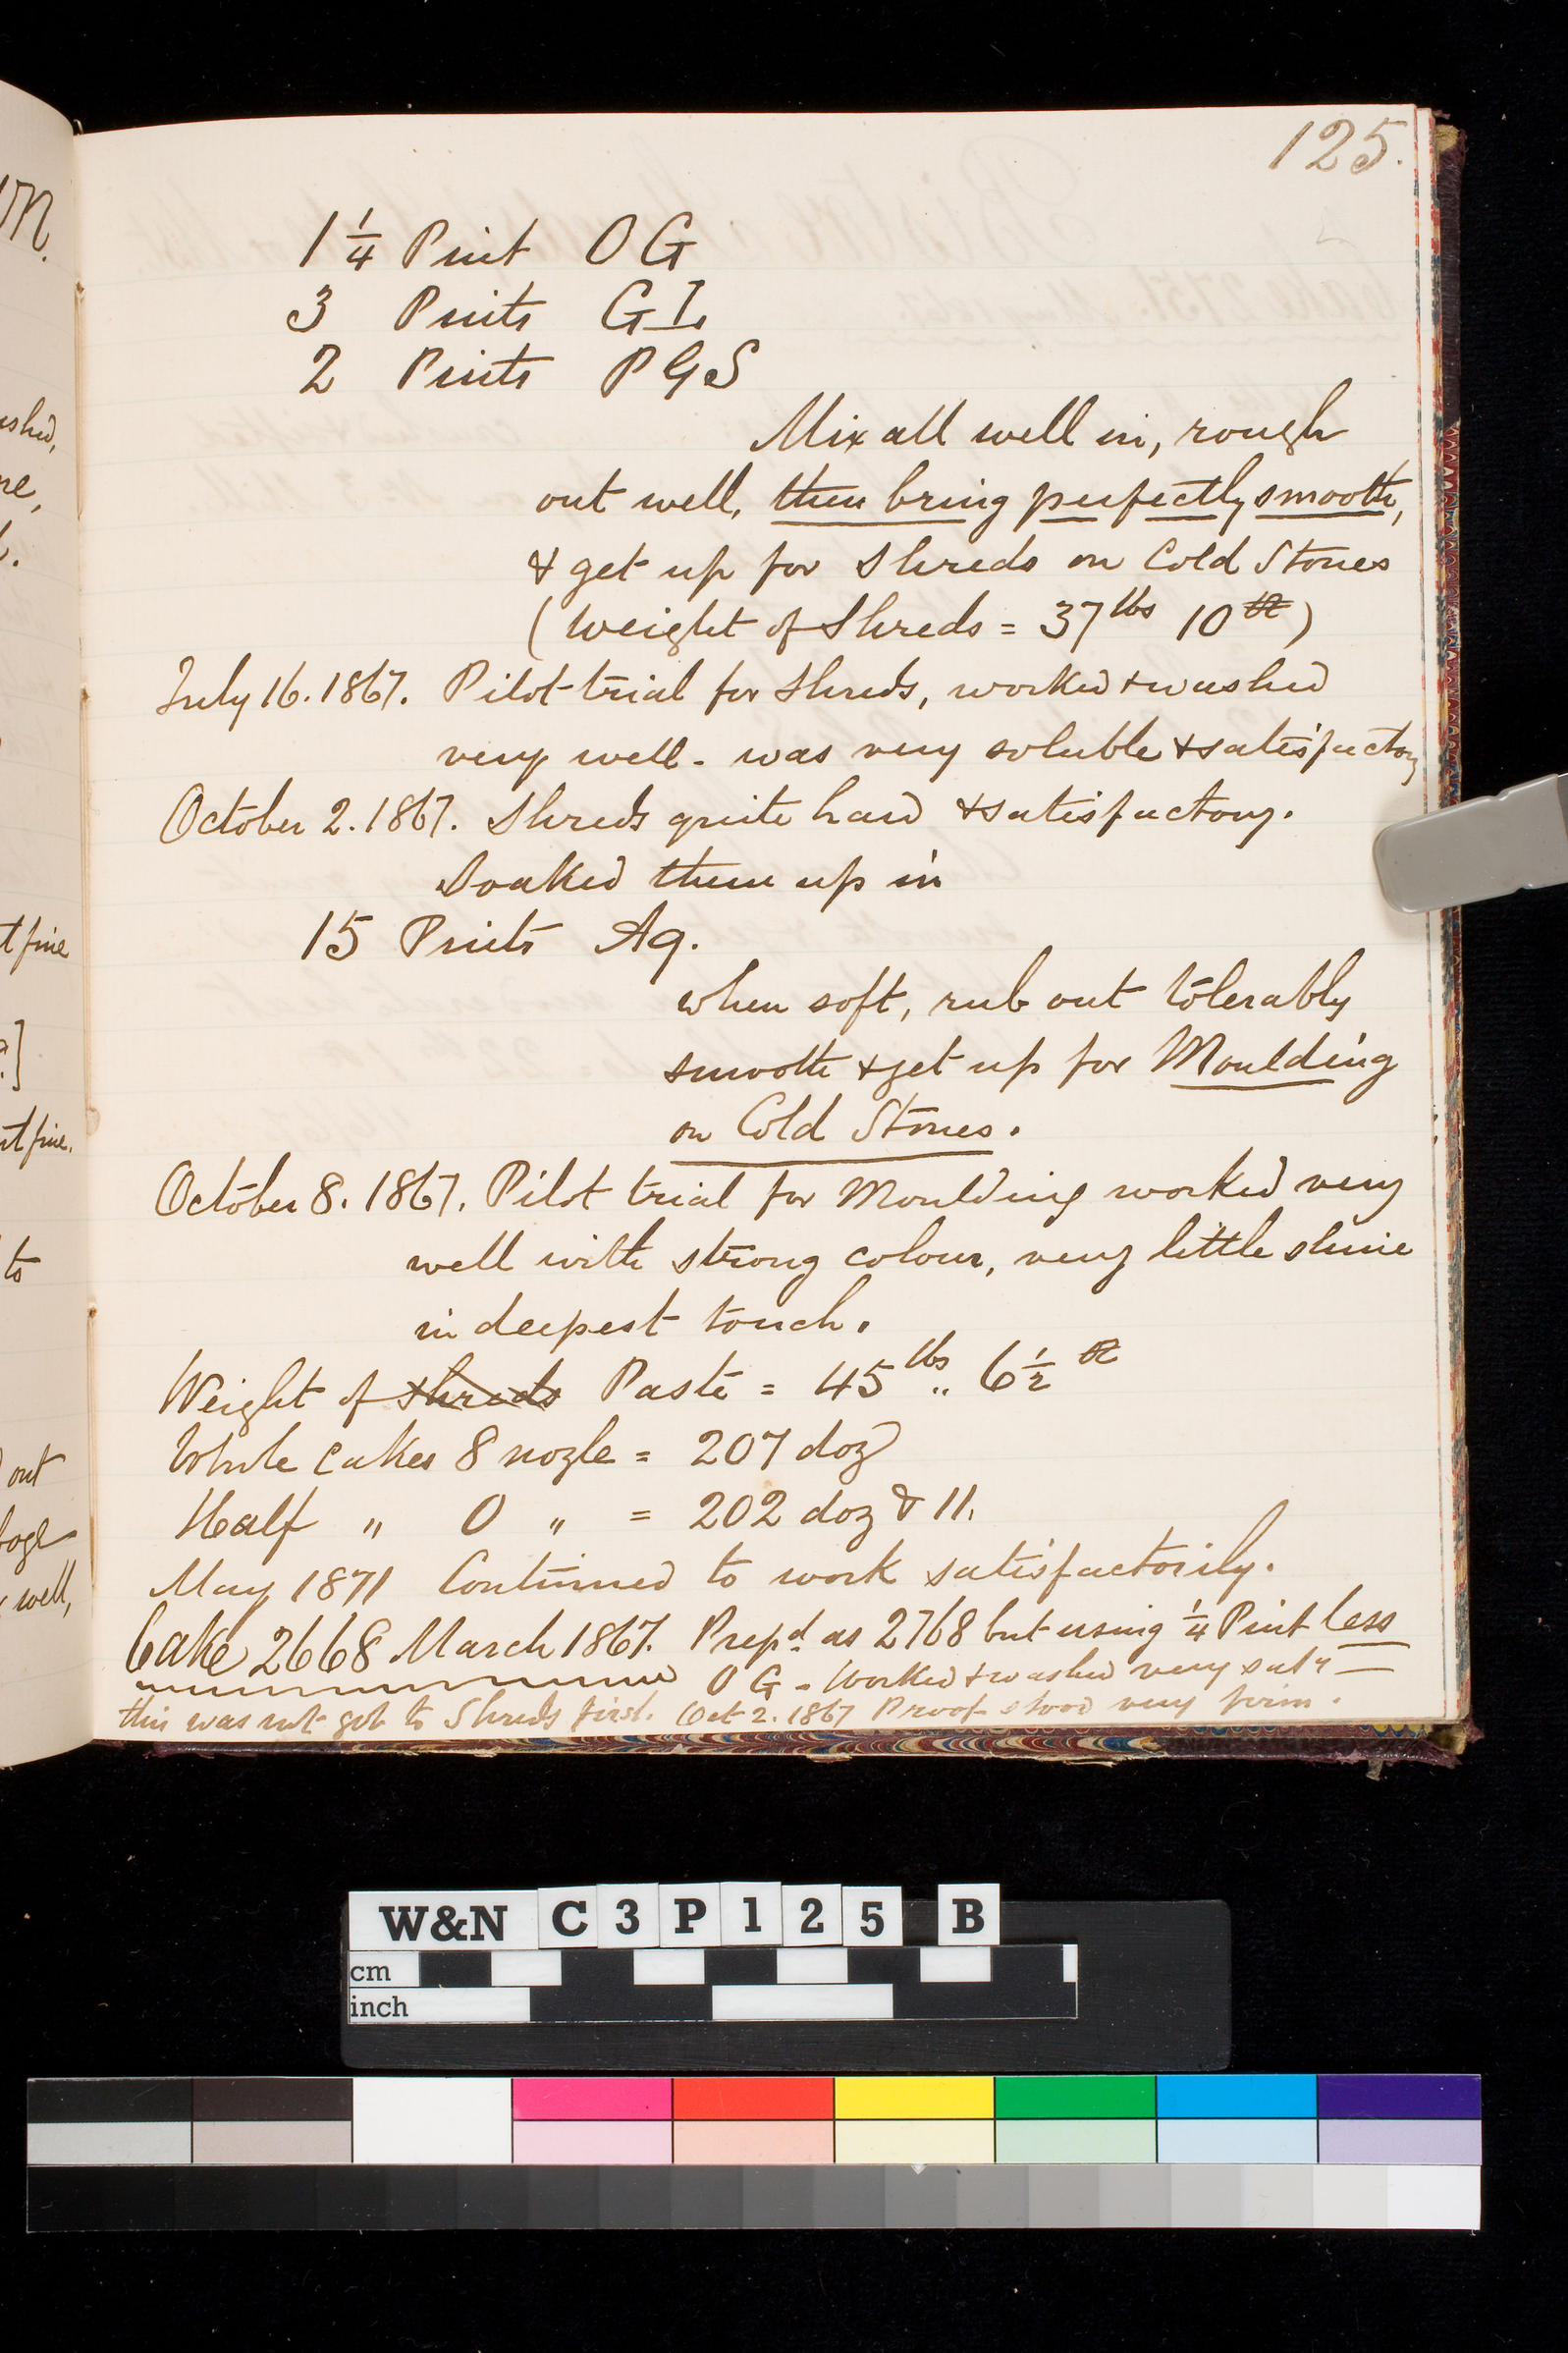 125.
1 1/4 Pint O G
3 Pints G I.
2 Pints P G S
Mix all well in, rough
out well, then bring perfectly smooth,
& get up for Shreds on Cold Stones
(Weight of Shreds = 37 lbs 10 oz)
July 16. 1867. Pilot trial for Shreds, worked & washed
very well - was very soluble & satisfactory
October 2. 1867. Shreds quite hard & satisfactory.
Soaked them up in
15 Pints Aq.
when soft, rub out tolerably
smooth & get up for Moulding
on Cold Stones.
October 8. 1867. Pilot trial for Moulding worked very
well with strong colour, very little shine
in deepest touch.
Weight of shreds Paste = 45 lbs .. 6 1/2 oz
Whole Cakes 8 nozle = 207 doz
Half " 0 " = 202 doz & 11.
May 1871 Continued to work satisfactorily.
Cake 2668 March 1867. Prepd as 2768 but using 1/4 Pint less
O G - Worked & washed very saty —
this was not got to Shreds first. Oct 2. 1867 Proof stood very firm.
shed,
t fine
to
out
well,
W&N C 3 P 1 2 5 B
cm
inch